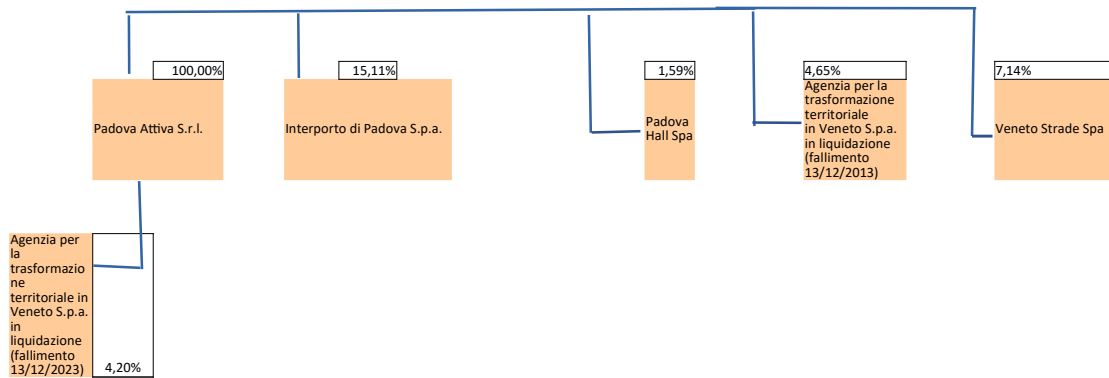 100,00%
Padova Attiva S.r.l.
15,11%
Interporto di Padova S.p.a.
1,59%
Padova
Hall Spa
4,65%
Agenzia per la
trasformazione
territoriale
in Veneto S.p.a.
in liquidazione
(fallimento
13/12/2013)
7,14%
Veneto Strade Spa
Agenzia per
la
trasformazio
ne
territoriale in
Veneto S.p.a.
in
liquidazione
(fallimento
13/12/2023)
4,20%